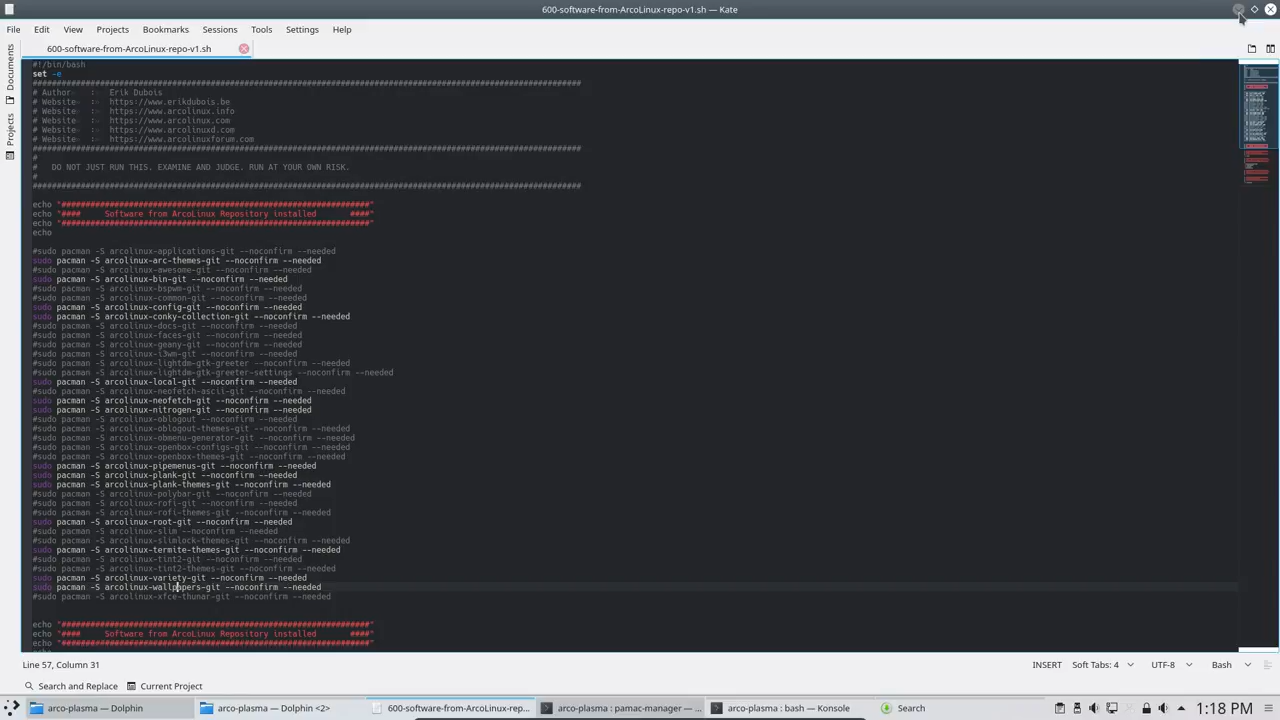 600-software-from-ArcoLinux-repo-v1.sh — Kate
File Edit View Projects Bookmarks Sessions Tools Settings Help
600-software-from-ArcoLinux-repo-v1.sh
Documents
Projects
#!/bin/bash
set -e
##################################################################################################################
# Author : Erik Dubois
# Website : https://www.erikdubois.be
# Website : https://www.arcolinux.info
# Website : https://www.arcolinux.com
# Website : https://www.arcolinuxd.com
# Website : https://www.arcolinuxforum.com
##################################################################################################################
#
# DO NOT JUST RUN THIS. EXAMINE AND JUDGE. RUN AT YOUR OWN RISK.
#
##################################################################################################################
echo "################################################################"
echo "#### Software from ArcoLinux Repository installed ####"
echo "################################################################"
echo
#sudo pacman -S arcolinux-applications-git --noconfirm --needed
sudo pacman -S arcolinux-arc-themes-git --noconfirm --needed
#sudo pacman -S arcolinux-awesome-git --noconfirm --needed
sudo pacman -S arcolinux-bin-git --noconfirm --needed
#sudo pacman -S arcolinux-bspwm-git --noconfirm --needed
#sudo pacman -S arcolinux-common-git --noconfirm --needed
sudo pacman -S arcolinux-config-git --noconfirm --needed
sudo pacman -S arcolinux-conky-collection-git --noconfirm --needed
#sudo pacman -S arcolinux-docs-git --noconfirm --needed
#sudo pacman -S arcolinux-faces-git --noconfirm --needed
#sudo pacman -S arcolinux-geany-git --noconfirm --needed
#sudo pacman -S arcolinux-i3wm-git --noconfirm --needed
#sudo pacman -S arcolinux-lightdm-gtk-greeter --noconfirm --needed
#sudo pacman -S arcolinux-lightdm-gtk-greeter-settings --noconfirm --needed
sudo pacman -S arcolinux-local-git --noconfirm --needed
#sudo pacman -S arcolinux-neofetch-ascii-git --noconfirm --needed
sudo pacman -S arcolinux-neofetch-git --noconfirm --needed
sudo pacman -S arcolinux-nitrogen-git --noconfirm --needed
#sudo pacman -S arcolinux-oblogout --noconfirm --needed
#sudo pacman -S arcolinux-oblogout-themes-git --noconfirm --needed
#sudo pacman -S arcolinux-obmenu-generator-git --noconfirm --needed
#sudo pacman -S arcolinux-openbox-configs-git --noconfirm --needed
#sudo pacman -S arcolinux-openbox-themes-git --noconfirm --needed
sudo pacman -S arcolinux-pipemenus-git --noconfirm --needed
sudo pacman -S arcolinux-plank-git --noconfirm --needed
sudo pacman -S arcolinux-plank-themes-git --noconfirm --needed
#sudo pacman -S arcolinux-polybar-git --noconfirm --needed
#sudo pacman -S arcolinux-rofi-git --noconfirm --needed
#sudo pacman -S arcolinux-rofi-themes-git --noconfirm --needed
sudo pacman -S arcolinux-root-git --noconfirm --needed
#sudo pacman -S arcolinux-slim --noconfirm --needed
#sudo pacman -S arcolinux-slimlock-themes-git --noconfirm --needed
sudo pacman -S arcolinux-termite-themes-git --noconfirm --needed
#sudo pacman -S arcolinux-tint2-git --noconfirm --needed
#sudo pacman -S arcolinux-tint2-themes-git --noconfirm --needed
sudo pacman -S arcolinux-variety-git --noconfirm --needed
sudo pacman -S arcolinux-wallpapers-git --noconfirm --needed
#sudo pacman -S arcolinux-xfce-thunar-git --noconfirm --needed
echo "################################################################"
echo "#### Software from ArcoLinux Repository installed ####"
echo "################################################################"
Line 57, Column 31 INSERT Soft Tabs: 4 UTF-8 Bash
Search and Replace Current Project
arco-plasma — Dolphin arco-plasma — Dolphin <2> 600-software-from-ArcoLinux-rep... arco-plasma : pamac-manager — ... arco-plasma : bash — Konsole Search 1:18 PM